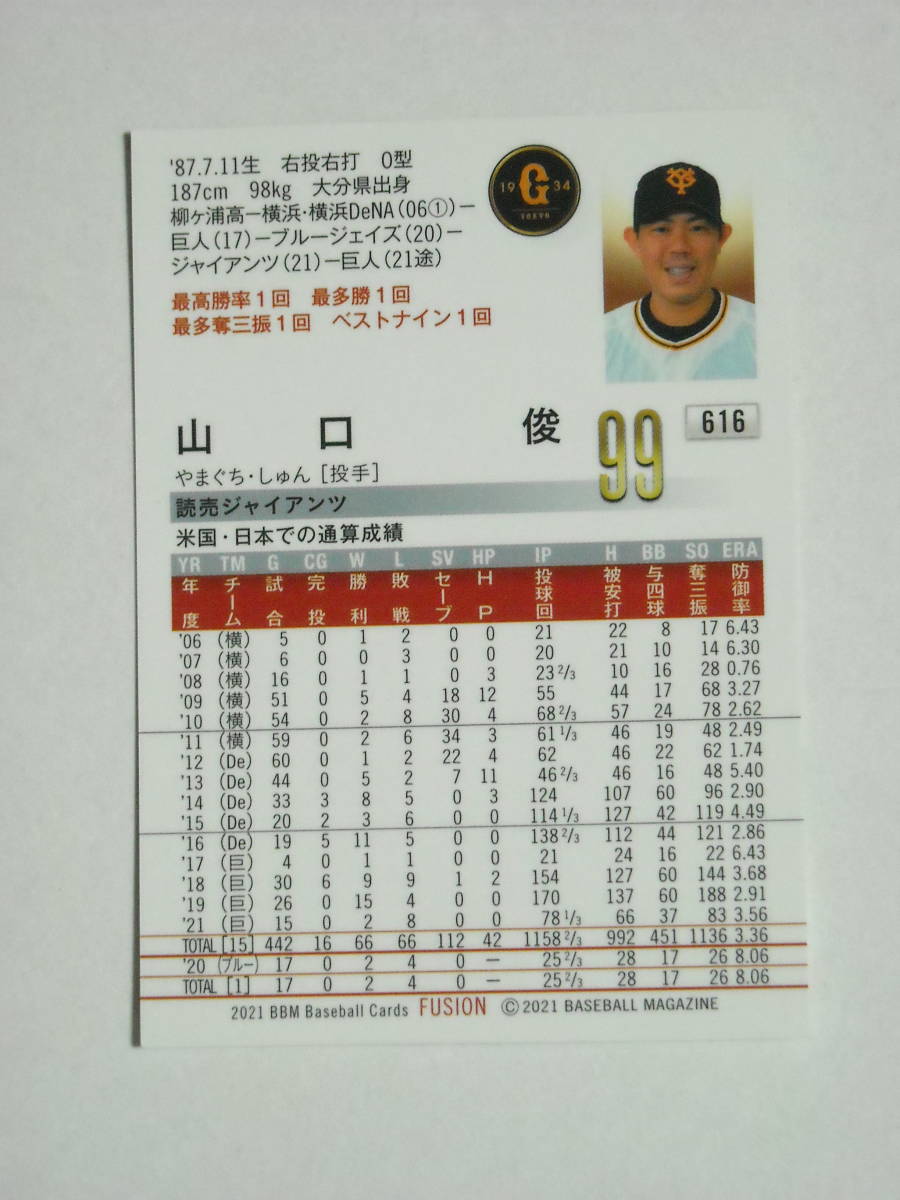 '87.7.11生 右投右打 O型
187cm 98kg 大分県出身
柳ヶ浦高－横浜・横浜DeNA(06①)－
巨人(17)－ブルージェイズ(20)－
ジャイアンツ(21)－巨人(21途)
最高勝率1回 最多勝1回
最多奪三振1回 ベストナイン1回
19 G 34
TOKYO
山口 俊
99
616
やまぐち・しゅん [投手]
読売ジャイアンツ
米国・日本での通算成績
YR TM G CG W L SV HP IP H BB SO ERA
年度 チーム 試合 完投 勝利 敗戦 セーブ HP 投球回 被安打 与四球 奪三振 防御率
'06 (横) 5 0 1 2 0 0 21 22 8 17 6.43
'07 (横) 6 0 0 3 0 0 20 21 10 14 6.30
'08 (横) 16 0 1 1 0 3 23 2/3 10 16 28 0.76
'09 (横) 51 0 5 4 18 12 55 44 17 68 3.27
'10 (横) 54 0 2 8 30 4 68 2/3 57 24 78 2.62
'11 (横) 59 0 2 6 34 3 61 1/3 46 19 48 2.49
'12 (De) 60 0 1 2 22 4 62 46 22 62 1.74
'13 (De) 44 0 5 2 7 11 46 2/3 46 16 48 5.40
'14 (De) 33 3 8 5 0 3 124 107 60 96 2.90
'15 (De) 20 2 3 6 0 0 114 1/3 127 42 119 4.49
'16 (De) 19 5 11 5 0 0 138 2/3 112 44 121 2.86
'17 (巨) 4 0 1 1 0 0 21 24 16 22 6.43
'18 (巨) 30 6 9 9 1 2 154 127 60 144 3.68
'19 (巨) 26 0 15 4 0 0 170 137 60 188 2.91
'21 (巨) 15 0 2 8 0 0 78 1/3 66 37 83 3.56
TOTAL [15] 442 16 66 66 112 42 1158 2/3 992 451 1136 3.36
'20 (ブルー) 17 0 2 4 0 － 25 2/3 28 17 26 8.06
TOTAL [1] 17 0 2 4 0 － 25 2/3 28 17 26 8.06
2021 BBM Baseball Cards FUSION ©2021 BASEBALL MAGAZINE